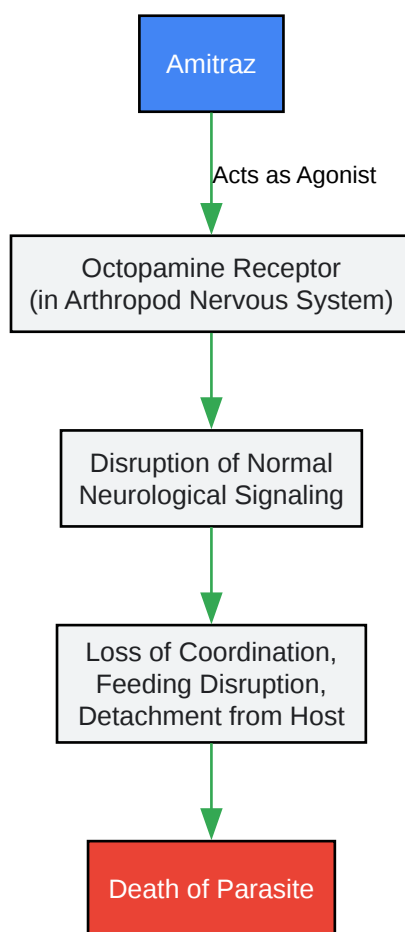 Amitraz
Acts as Agonist
Octopamine Receptor
(in Arthropod Nervous System)
Disruption of Normal
Neurological Signaling
Loss of Coordination,
Feeding Disruption,
Detachment from Host
Death of Parasite